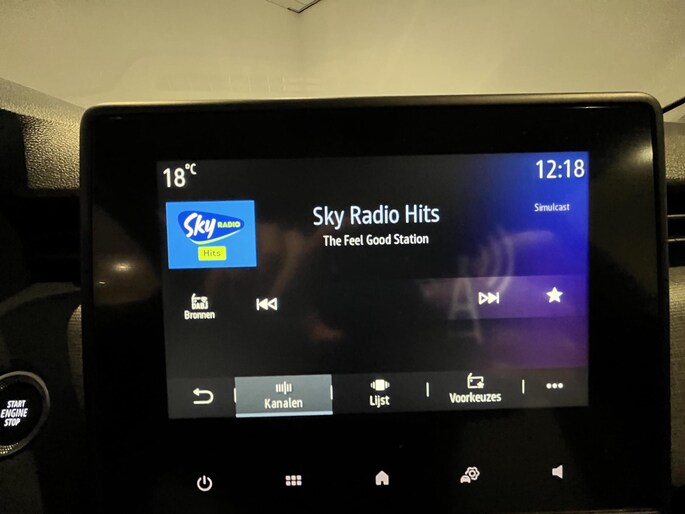 18°C
12:18
Sky RADIO
Hits
Sky Radio Hits
Simulcast
The Feel Good Station
DAB
Bronnen
Kanalen
Lijst
Voorkeuzes
START
ENGINE
STOP